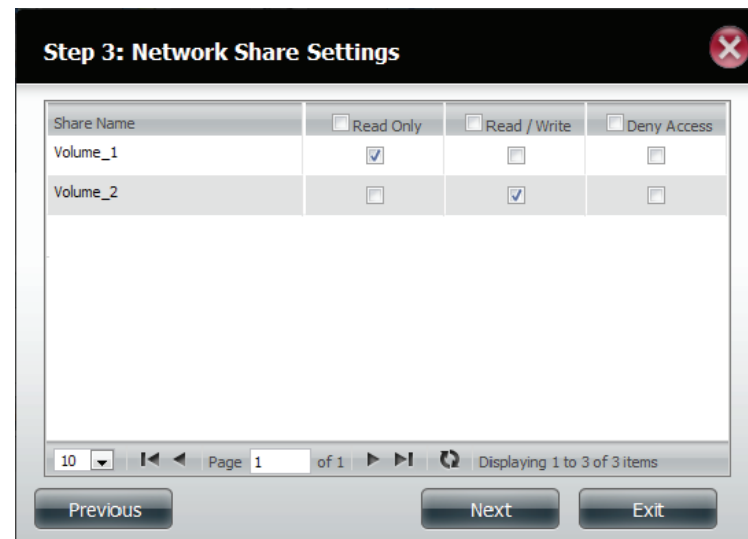 Step 3: Network Share Settings
Share Name Read Only Read / Write Deny Access
Volume_1
Volume_2
10 Page 1 of 1 Displaying 1 to 3 of 3 items
Previous Next Exit